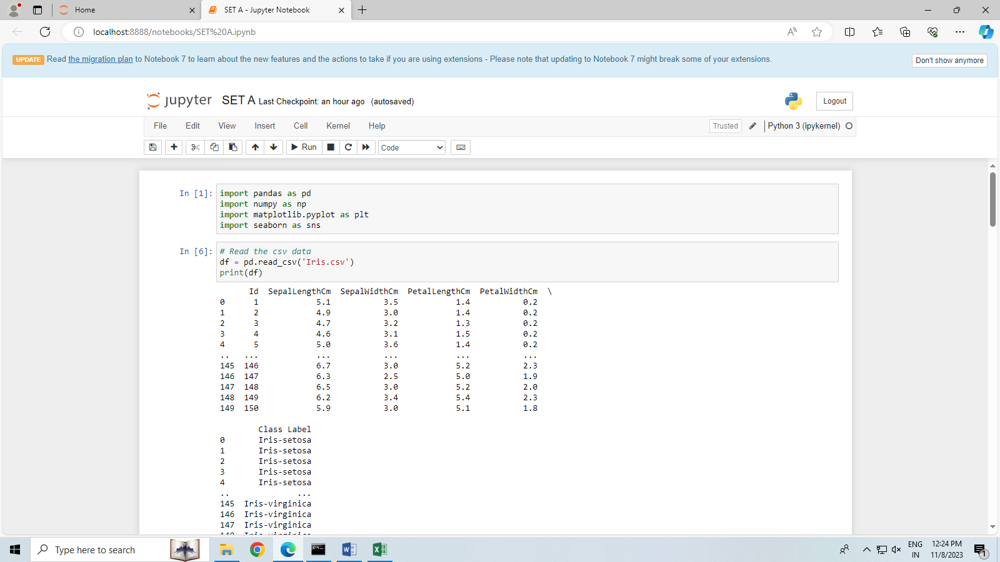 Home
SET A - Jupyter Notebook
localhost:8888/notebooks/SET%20A.ipynb
UPDATE Read the migration plan to Notebook 7 to learn about the new features and the actions to take if you are using extensions - Please note that updating to Notebook 7 might break some of your extensions.
Don't show anymore
jupyter SET A Last Checkpoint: an hour ago (autosaved)
Logout
File Edit View Insert Cell Kernel Help
Trusted Python 3 (ipykernel)
Run Code
In [1]: import pandas as pd
import numpy as np
import matplotlib.pyplot as plt
import seaborn as sns
In [6]: # Read the csv data
df = pd.read_csv('Iris.csv')
print(df)
Id SepalLengthCm SepalWidthCm PetalLengthCm PetalWidthCm \
0 1 5.1 3.5 1.4 0.2
1 2 4.9 3.0 1.4 0.2
2 3 4.7 3.2 1.3 0.2
3 4 4.6 3.1 1.5 0.2
4 5 5.0 3.6 1.4 0.2
.. ... ... ... ... ...
145 146 6.7 3.0 5.2 2.3
146 147 6.3 2.5 5.0 1.9
147 148 6.5 3.0 5.2 2.0
148 149 6.2 3.4 5.4 2.3
149 150 5.9 3.0 5.1 1.8
Class Label
0 Iris-setosa
1 Iris-setosa
2 Iris-setosa
3 Iris-setosa
4 Iris-setosa
.. ...
145 Iris-virginica
146 Iris-virginica
147 Iris-virginica
Type here to search
ENG
IN
12:24 PM
11/8/2023
1